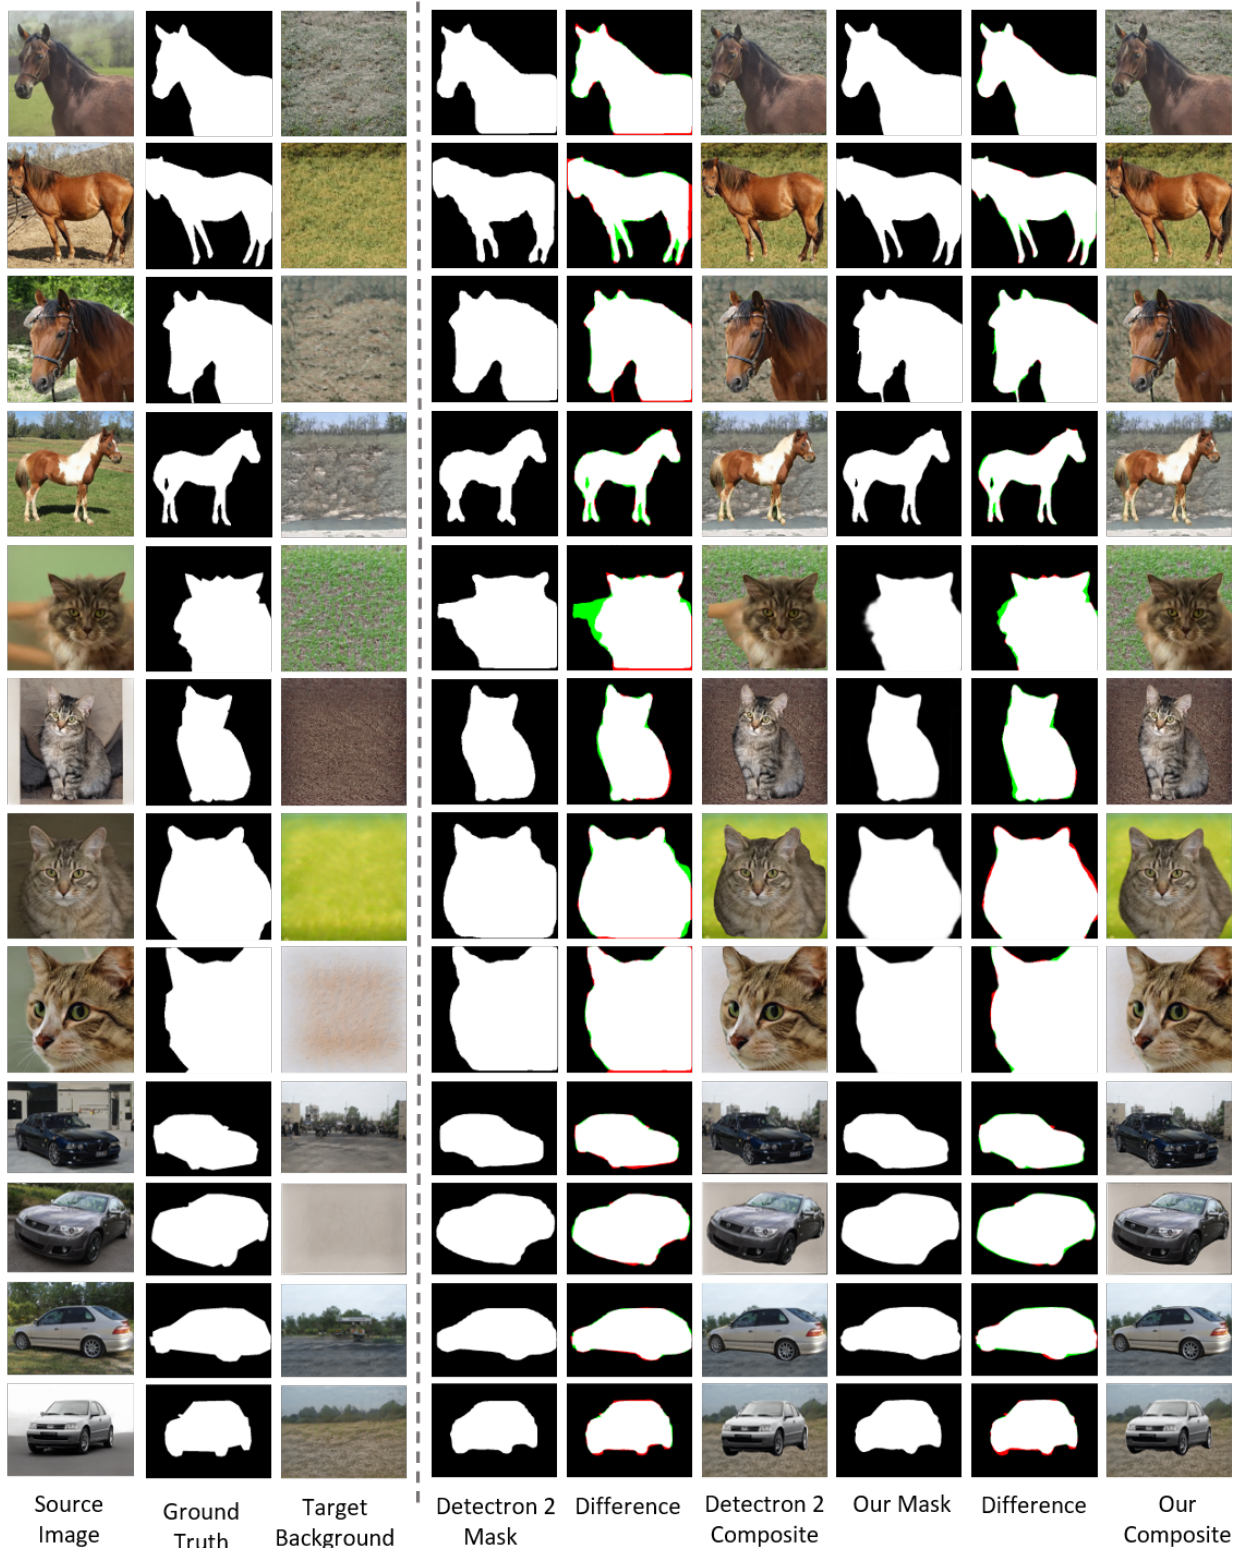 Source
Image
Ground
Truth
Target
Background
Detectron 2
Mask
Difference
Detectron 2
Composite
Our Mask
Difference
Our
Composite